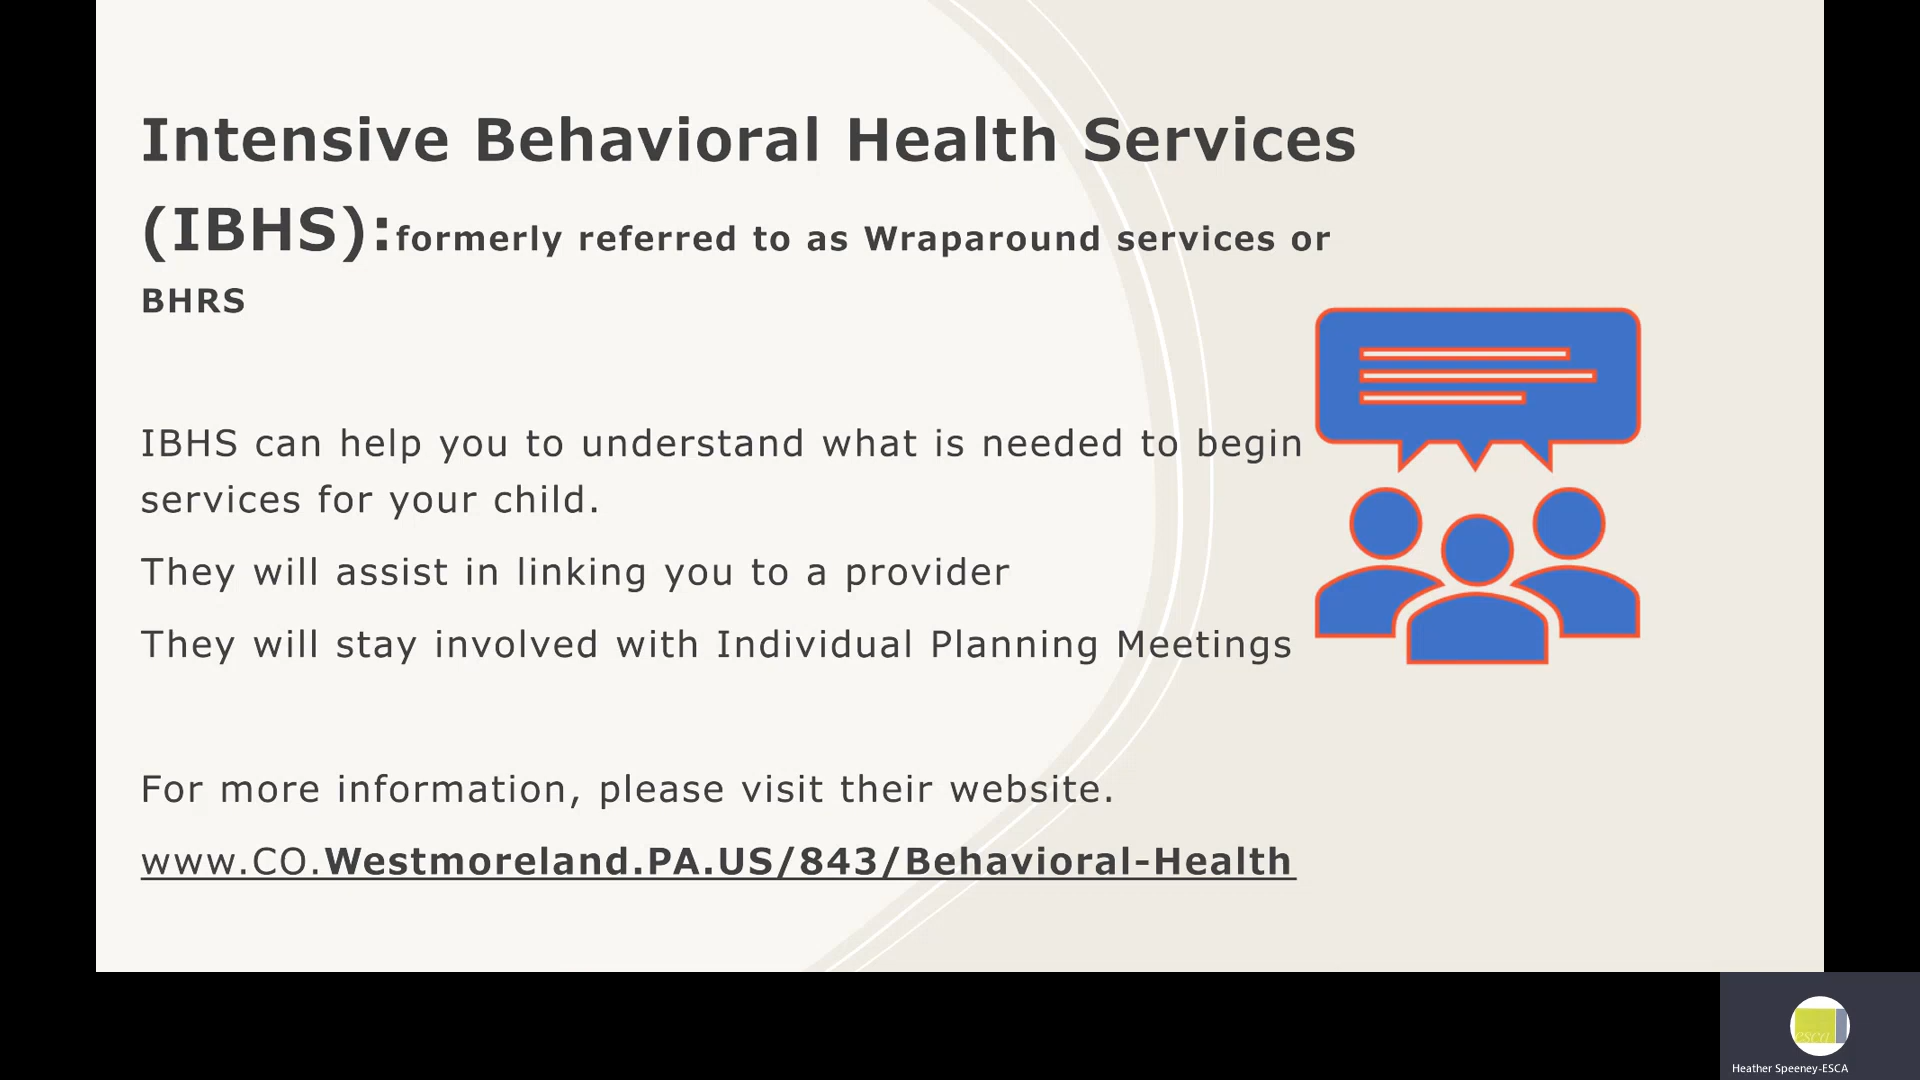 Intensive Behavioral Health Services
(IBHS):formerly referred to as Wraparound services or
BHRS
IBHS can help you to understand what is needed to begin
services for your child.
They will assist in linking you to a provider
They will stay involved with Individual Planning Meetings
For more information, please visit their website.
www.CO.Westmoreland.PA.US/843/Behavioral-Health
esca
Heather Speeney-ESCA